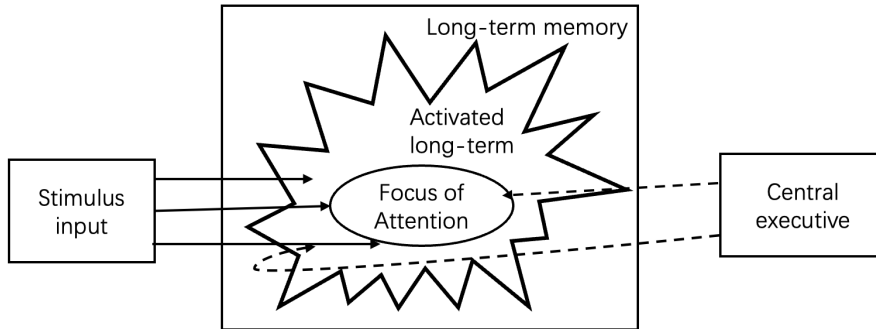 Long-term memory
Activated
long-term
Stimulus
input
Focus of
Attention
Central
executive